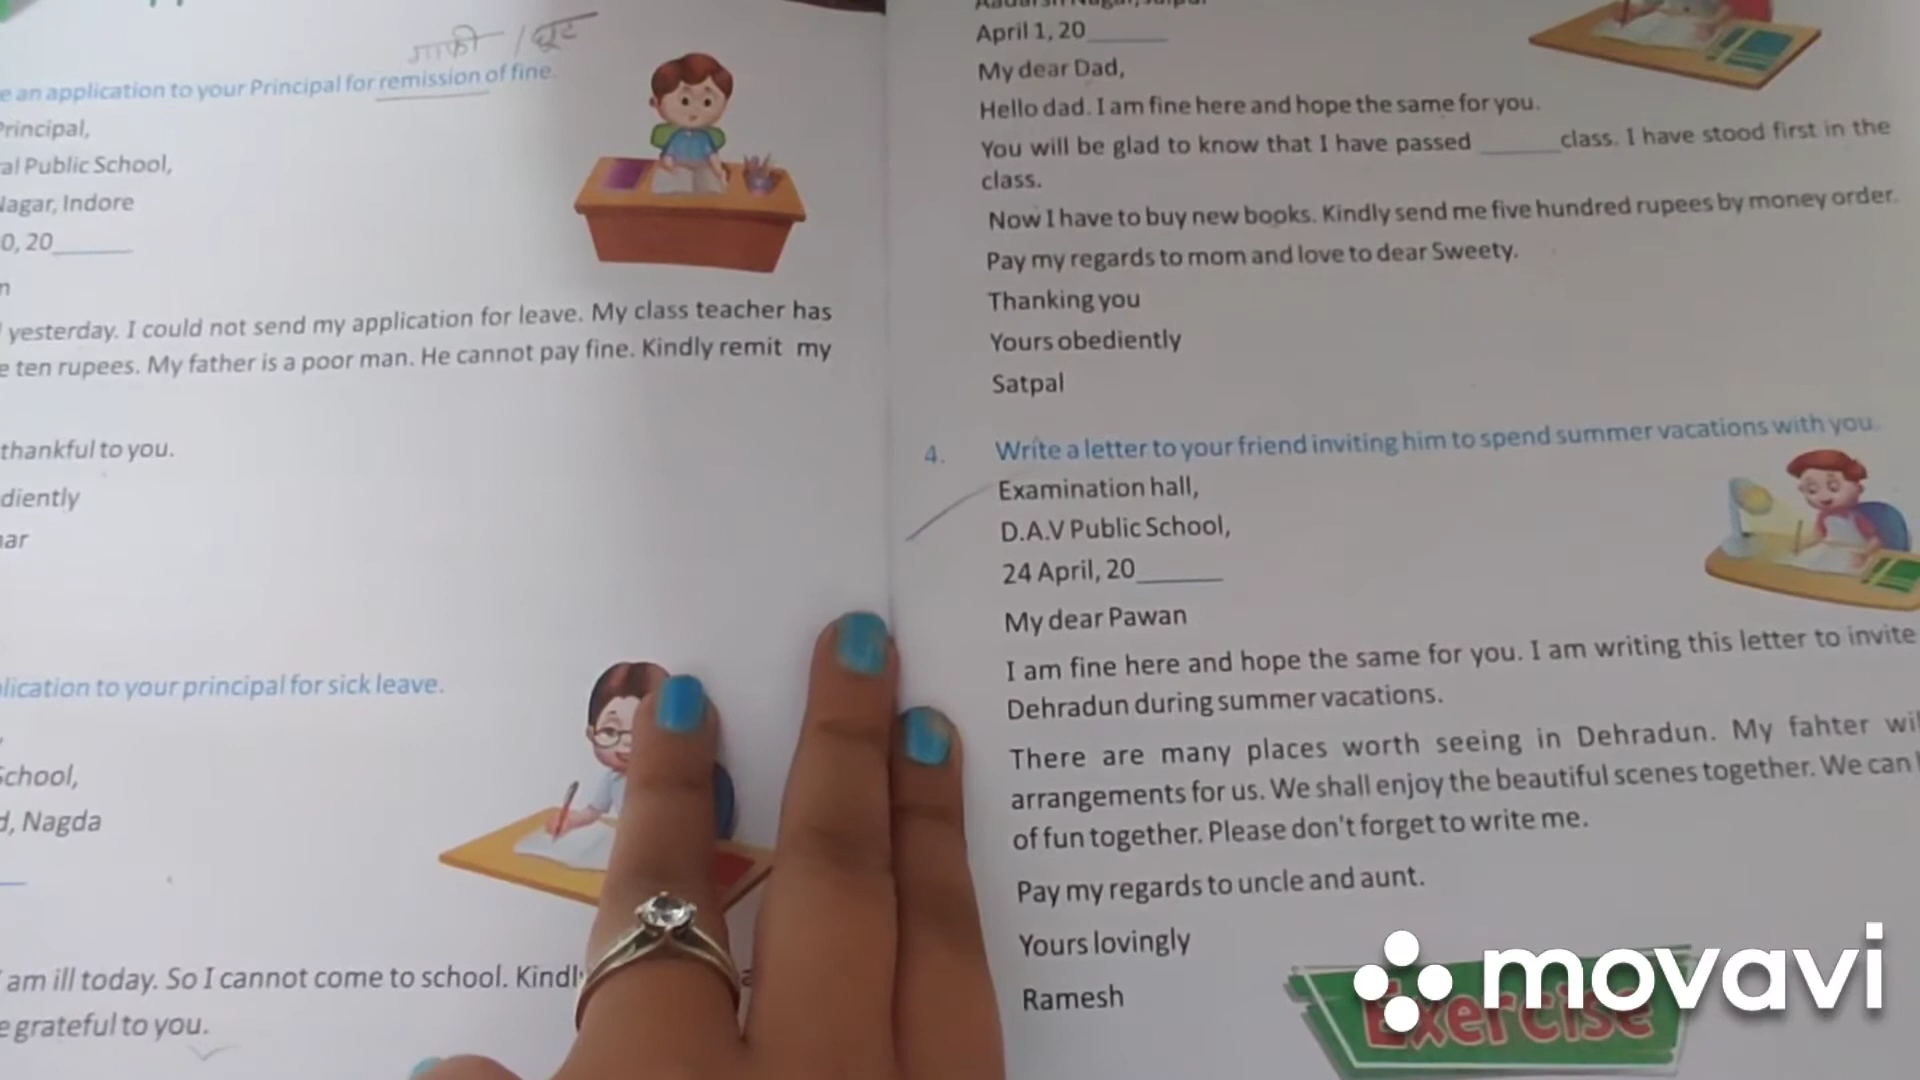 माफी / छूट
e an application to your Principal for remission of fine.
Principal,
al Public School,
Nagar, Indore
0, 20______
yesterday. I could not send my application for leave. My class teacher has
e ten rupees. My father is a poor man. He cannot pay fine. Kindly remit my
thankful to you.
diently
ar
lication to your principal for sick leave.
School,
d, Nagda
am ill today. So I cannot come to school. Kindl
e grateful to you.
April 1, 20______
My dear Dad,
Hello dad. I am fine here and hope the same for you.
You will be glad to know that I have passed ______class. I have stood first in the
class.
Now I have to buy new books. Kindly send me five hundred rupees by money order.
Pay my regards to mom and love to dear Sweety.
Thanking you
Yours obediently
Satpal
4. Write a letter to your friend inviting him to spend summer vacations with you.
Examination hall,
D.A.V Public School,
24 April, 20______
My dear Pawan
I am fine here and hope the same for you. I am writing this letter to invite
Dehradun during summer vacations.
There are many places worth seeing in Dehradun. My fahter wil
arrangements for us. We shall enjoy the beautiful scenes together. We can
of fun together. Please don't forget to write me.
Pay my regards to uncle and aunt.
Yours lovingly
Ramesh
Exercise
movavi